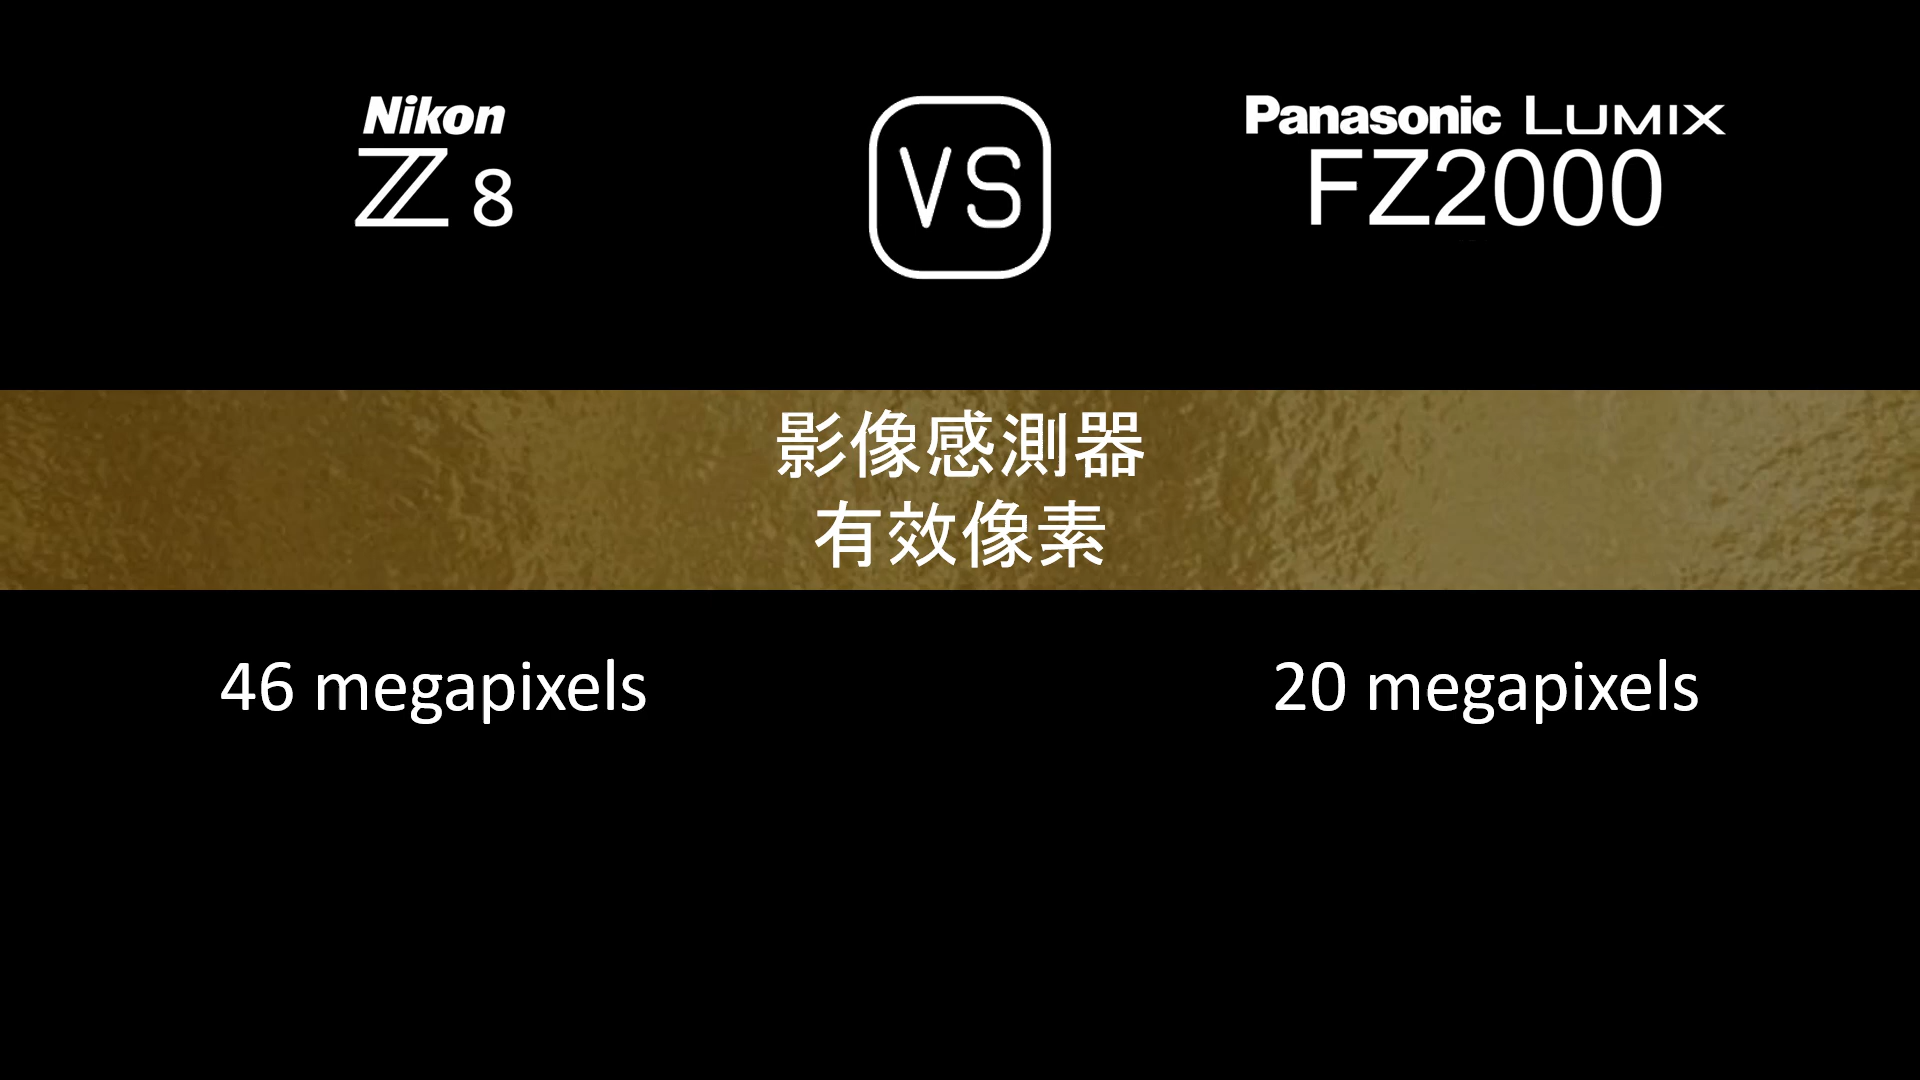 Nikon
Z 8
VS
Panasonic LUMIX
FZ2000
影像感測器
有效像素
46 megapixels
20 megapixels